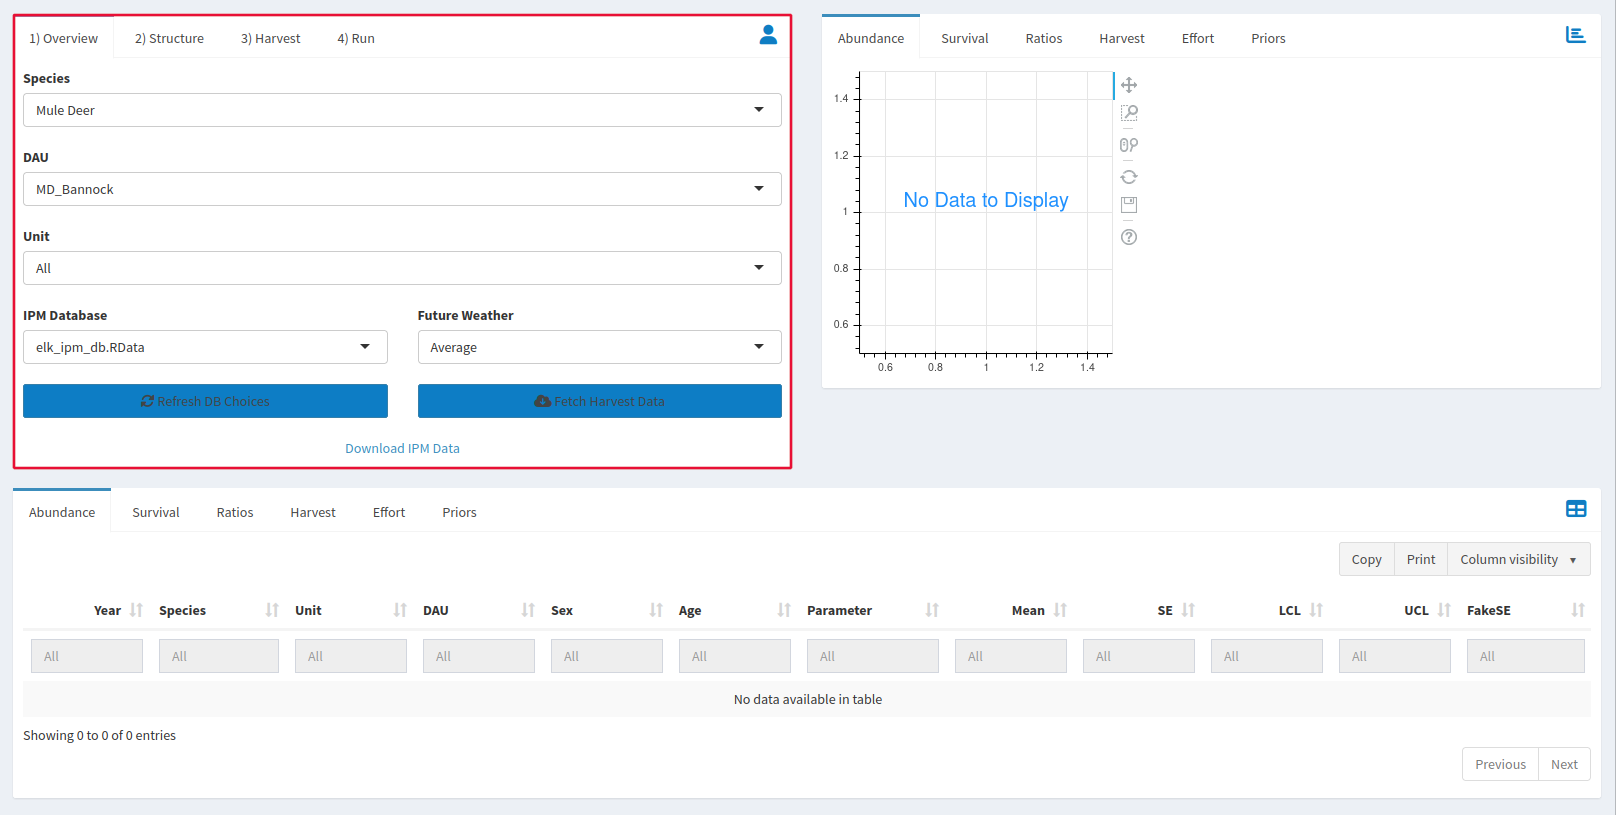 1) Overview 2) Structure 3) Harvest 4) Run
Species
Mule Deer
DAU
MD_Bannock
Unit
All
IPM Database Future Weather
elk_ipm_db.RData Average
Refresh DB Choices Fetch Harvest Data
Download IPM Data
Abundance Survival Ratios Harvest Effort Priors
1.4
1.2
1
0.8
0.6
No Data to Display
0.6 0.8 1 1.2 1.4
Abundance Survival Ratios Harvest Effort Priors
Copy Print Column visibility
Year Species Unit DAU Sex Age Parameter Mean SE LCL UCL FakeSE
All All All All All All All All All All All All
No data available in table
Showing 0 to 0 of 0 entries
Previous Next